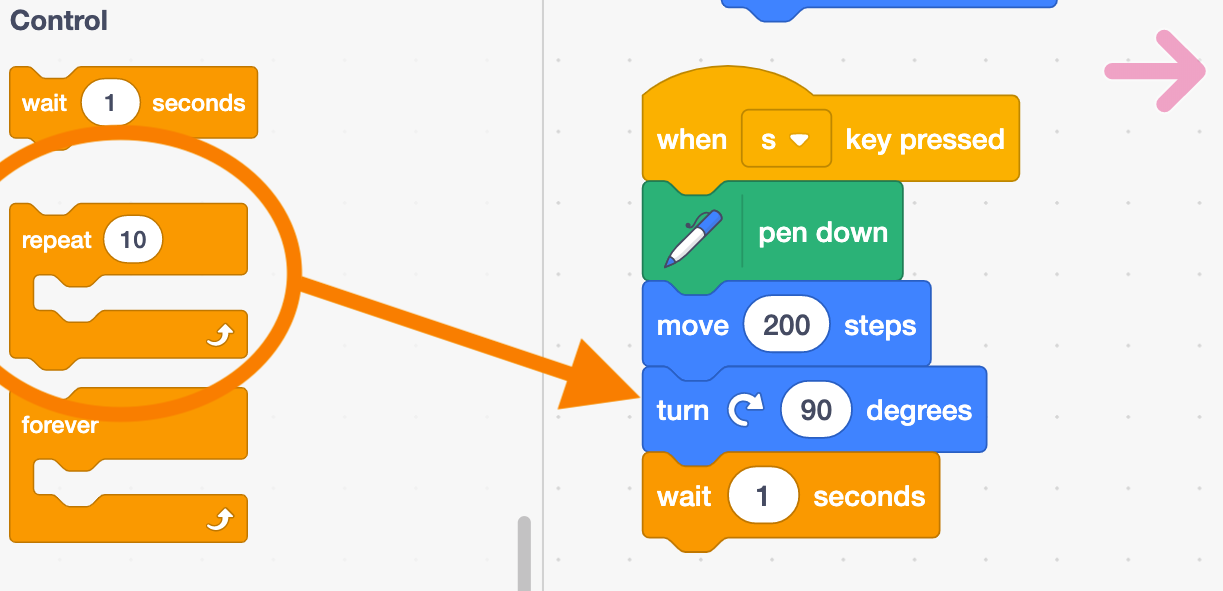 Control
wait 1 seconds
repeat 10
forever
when s key pressed
pen down
move 200 steps
turn 90 degrees
wait 1 seconds